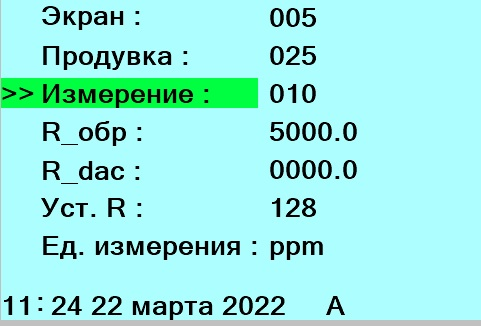 Экран : 005
Продувка : 025
>> Измерение : 010
R_обр : 5000.0
R_dac : 0000.0
Уст. R : 128
Ед. измерения : ppm
11: 24 22 марта 2022 А